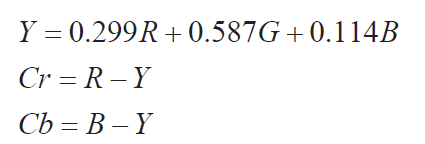 Y = 0.299R + 0.587G + 0.114B
Cr = R − Y
Cb = B − Y